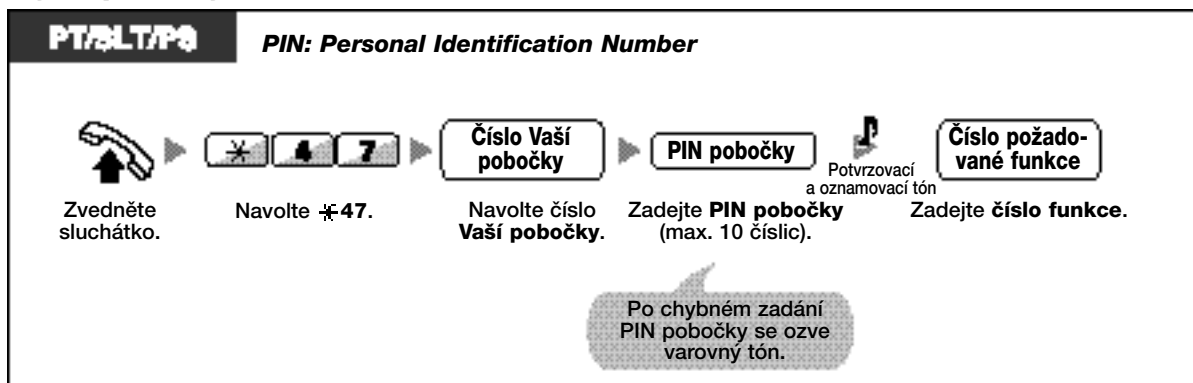 PT/SLT/PS
PIN: Personal Identification Number
* 4 7
Číslo Vaší
pobočky
PIN pobočky
Potvrzovací
a oznamovací tón
Číslo požado-
vané funkce
Zvedněte
sluchátko.
Navolte *47.
Navolte číslo
Vaší pobočky.
Zadejte PIN pobočky
(max. 10 číslic).
Zadejte číslo funkce.
Po chybném zadání
PIN pobočky se ozve
varovný tón.